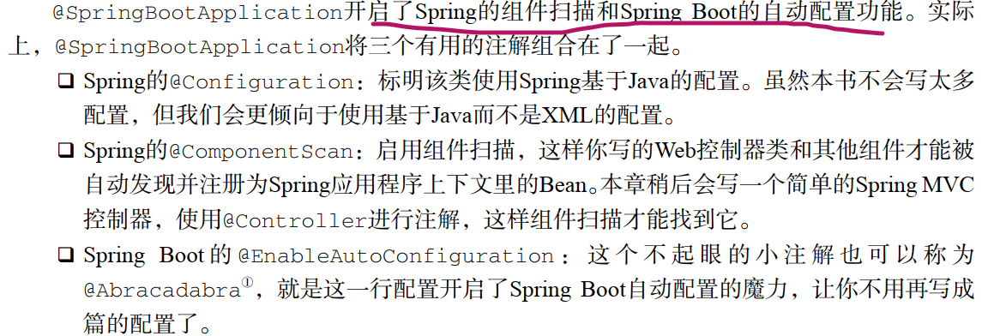 @SpringBootApplication开启了Spring的组件扫描和Spring Boot的自动配置功能。实际
上，@SpringBootApplication将三个有用的注解组合在了一起。
❑ Spring的@Configuration：标明该类使用Spring基于Java的配置。虽然本书不会写太多
配置，但我们会更倾向于使用基于Java而不是XML的配置。
❑ Spring的@ComponentScan：启用组件扫描，这样你写的Web控制器类和其他组件才能被
自动发现并注册为Spring应用程序上下文里的Bean。本章稍后会写一个简单的Spring MVC
控制器，使用@Controller进行注解，这样组件扫描才能找到它。
❑ Spring Boot的@EnableAutoConfiguration：这个不起眼的小注解也可以称为
@Abracadabra①，就是这一行配置开启了Spring Boot自动配置的魔力，让你不用再写成
篇的配置了。